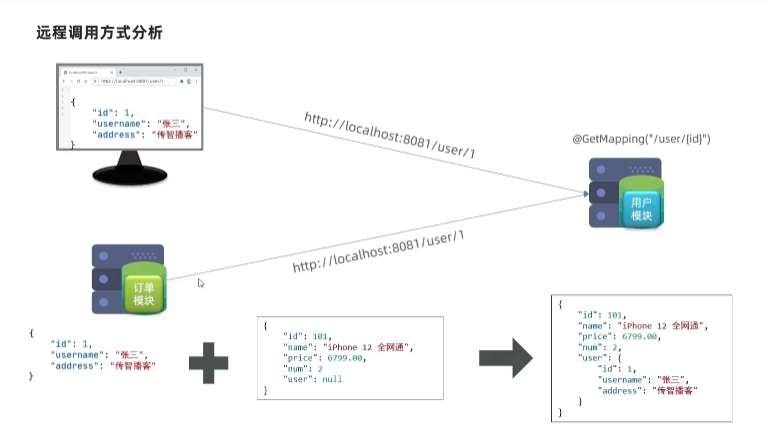 远程调用方式分析
http://localhost:8081/user/1
{
"id": 1,
"username": "张三",
"address": "传智播客"
}
http://localhost:8081/user/1
@GetMapping("/user/{id}")
用户
模块
http://localhost:8081/user/1
订单
模块
{
"id": 1,
"username": "张三",
"address": "传智播客"
}
{
"id": 101,
"name": "iPhone 12 全网通",
"price": 6799.00,
"num": 2
"user": null
}
{
"id": 101,
"name": "iPhone 12 全网通",
"price": 6799.00,
"num": 2,
"user": {
"id": 1,
"username": "张三",
"address": "传智播客"
}
}